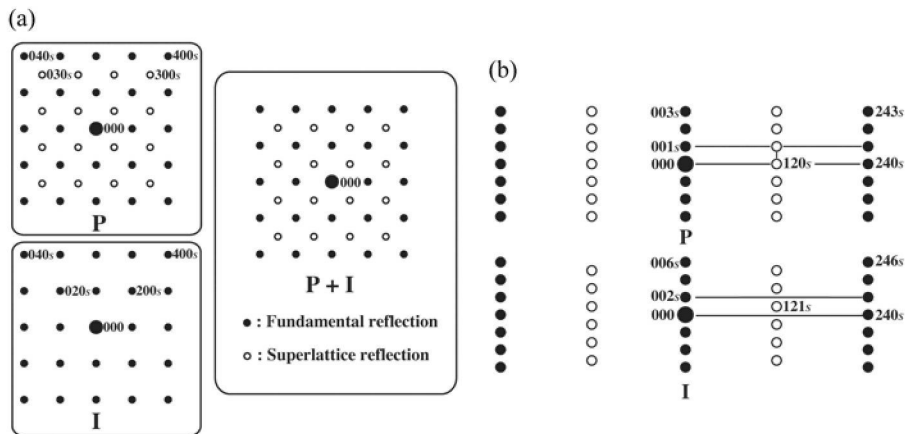 (a)
040s 400s
030s 300s
000
P
040s 400s
020s 200s
000
I
000
P + I
: Fundamental reflection
: Superlattice reflection
(b)
003s 243s
001s
000 120s 240s
P
006s 246s
002s
121s
000 240s
I